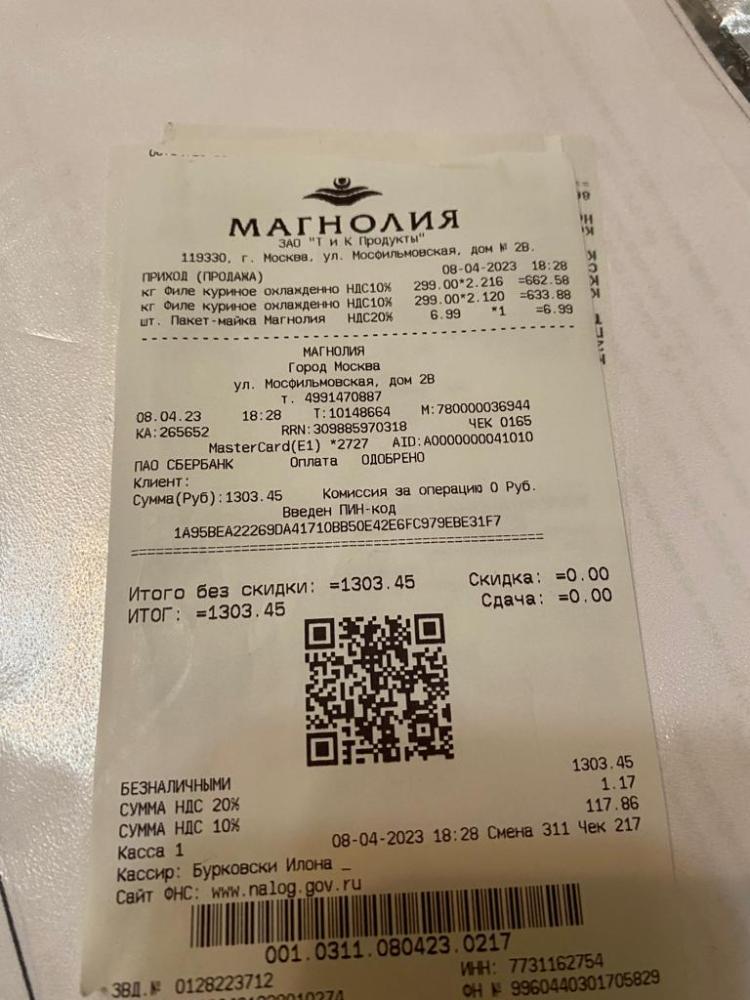 МАГНОЛИЯ
ЗАО "Т и К Продукты"
119330, г. Москва, ул. Мосфильмовская, дом № 2В.
ПРИХОД (ПРОДАЖА) 08-04-2023 18:28
кг Филе куриное охлажденно НДС10% 299.00*2.216 =662.58
кг Филе куриное охлажденно НДС10% 299.00*2.120 =633.88
шт. Пакет-майка Магнолия НДС20% 6.99 *1 =6.99
МАГНОЛИЯ
Город Москва
ул. Мосфильмовская, дом 2В
т. 4991470887
08.04.23 18:28 Т:10148664 М:780000036944
КА:265652 RRN:309885970318 ЧЕК 0165
MasterCard(E1) *2727 AID:A0000000041010
ПАО СБЕРБАНК Оплата ОДОБРЕНО
Клиент:
Сумма(Руб):1303.45 Комиссия за операцию 0 Руб.
Введен ПИН-код
1A95BEA22269DA41710BB50E42E6FC979EBE31F7
Итого без скидки: =1303.45 Скидка: =0.00
ИТОГ: =1303.45 Сдача: =0.00
БЕЗНАЛИЧНЫМИ 1303.45
СУММА НДС 20% 1.17
СУММА НДС 10% 117.86
Касса 1 08-04-2023 18:28 Смена 311 Чек 217
Кассир: Бурковски Илона _
Сайт ФНС: www.nalog.gov.ru
001.0311.080423.0217
ЗВД.№ 0128223712 ИНН: 7731162754
ФН № 9960440301705829